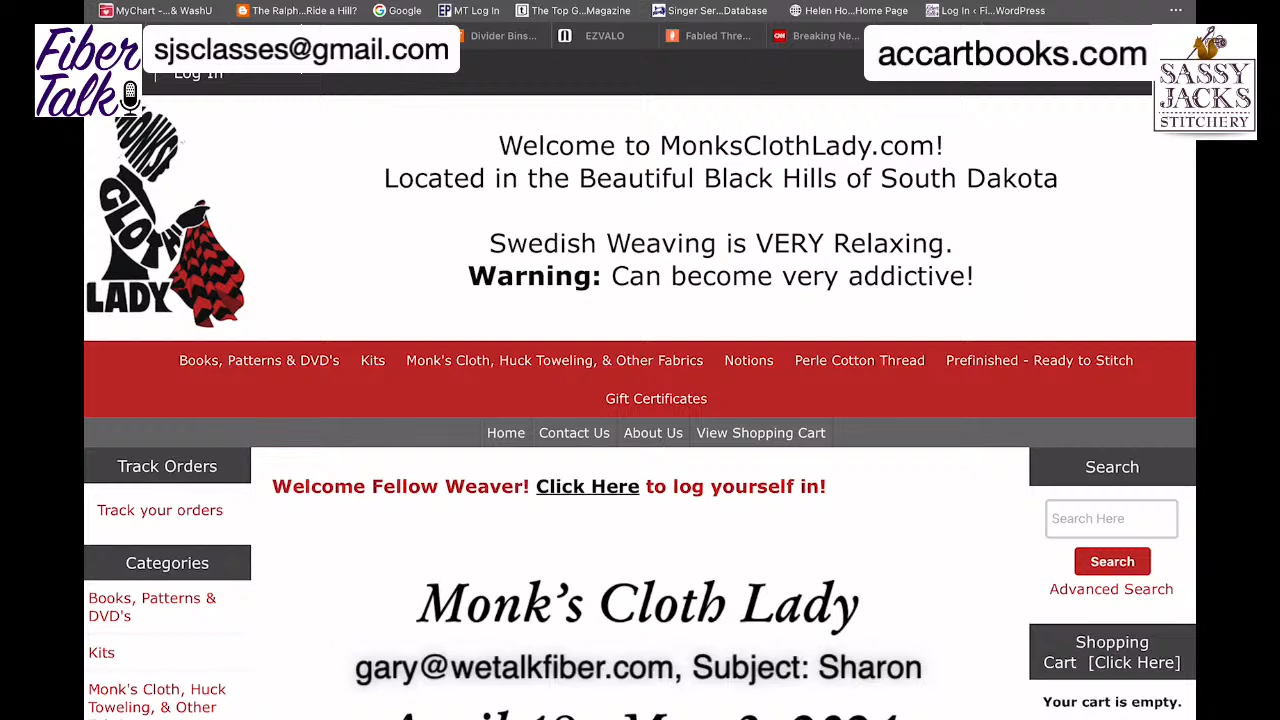 MyChart -...& WashU
The Ralph...Ride a Hill?
Google
MT Log In
The Top G...Magazine
Singer Ser...Database
Helen Ho...Home Page
Log In ‹ Fi...WordPress
Divider Bins...
EZVALO
Fabled Thre...
Breaking Ne...
Fiber
Talk
sjsclasses@gmail.com
accartbooks.com
Log In
SASSY
JACKS
STITCHERY
MONKS
CLOTH
LADY
Welcome to MonksClothLady.com!
Located in the Beautiful Black Hills of South Dakota
Swedish Weaving is VERY Relaxing.
Warning: Can become very addictive!
Books, Patterns & DVD's Kits Monk's Cloth, Huck Toweling, & Other Fabrics Notions Perle Cotton Thread Prefinished - Ready to Stitch
Gift Certificates
Home Contact Us About Us View Shopping Cart
Track Orders
Track your orders
Categories
Books, Patterns &
DVD's
Kits
Monk's Cloth, Huck
Toweling, & Other
Welcome Fellow Weaver! Click Here to log yourself in!
Monk's Cloth Lady
gary@wetalkfiber.com, Subject: Sharon
Search
Search Here
Search
Advanced Search
Shopping
Cart [Click Here]
Your cart is empty.